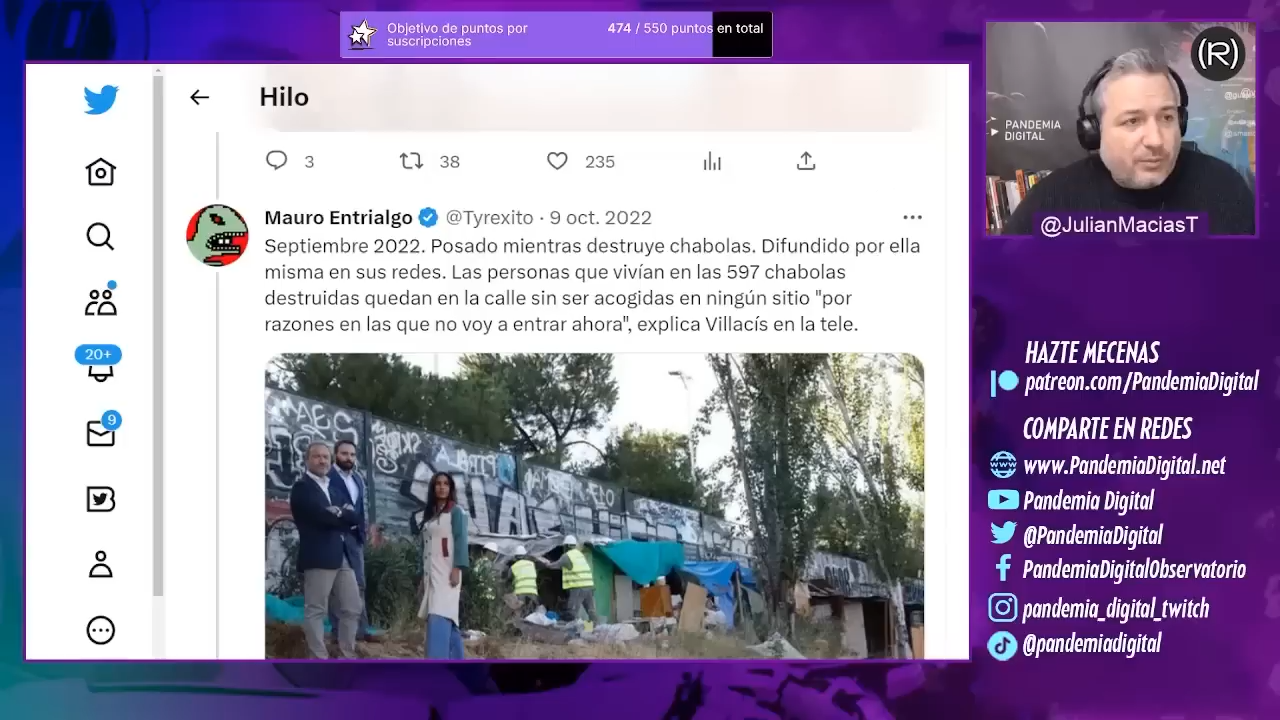 Objetivo de puntos por
suscripciones
474 / 550 puntos en total
Hilo
3
38
235
Mauro Entrialgo @Tyrexito · 9 oct. 2022
Septiembre 2022. Posado mientras destruye chabolas. Difundido por ella
misma en sus redes. Las personas que vivían en las 597 chabolas
destruidas quedan en la calle sin ser acogidas en ningún sitio "por
razones en las que no voy a entrar ahora", explica Villacís en la tele.
20+
9
(R)
PANDEMIA
DIGITAL
@JulianMaciasT
HAZTE MECENAS
patreon.com/PandemiaDigital
COMPARTE EN REDES
www
www.PandemiaDigital.net
Pandemia Digital
@PandemiaDigital
PandemiaDigitalObservatorio
pandemia_digital_twitch
@pandemiadigital